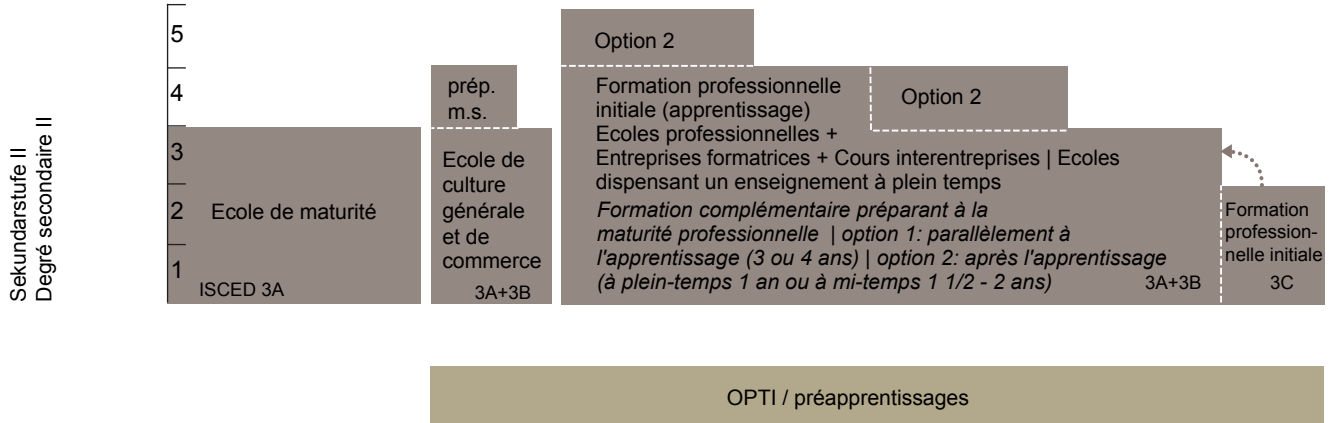 Sekundarstufe II
Degré secondaire II
5
4
3
2
1
Ecole de maturité
ISCED 3A
prép.
m.s.
Ecole de
culture
générale
et de
commerce
3A+3B
Option 2
Formation professionnelle
initiale (apprentissage)
Ecoles professionnelles +
Entreprises formatrices + Cours interentreprises | Ecoles
dispensant un enseignement à plein temps
Formation complémentaire préparant à la
maturité professionnelle | option 1: parallèlement à
l'apprentissage (3 ou 4 ans) | option 2: après l'apprentissage
(à plein-temps 1 an ou à mi-temps 1 1/2 - 2 ans)
3A+3B
Option 2
Formation
profession-
nelle initiale
3C
OPTI / préapprentissages